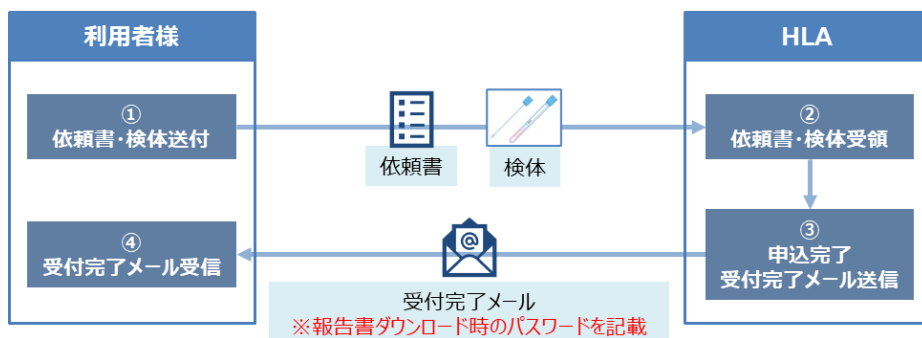 利用者様
HLA
①
依頼書・検体送付
依頼書
検体
②
依頼書・検体受領
④
受付完了メール受信
@
③
申込完了
受付完了メール送信
受付完了メール
※報告書ダウンロード時のパスワードを記載